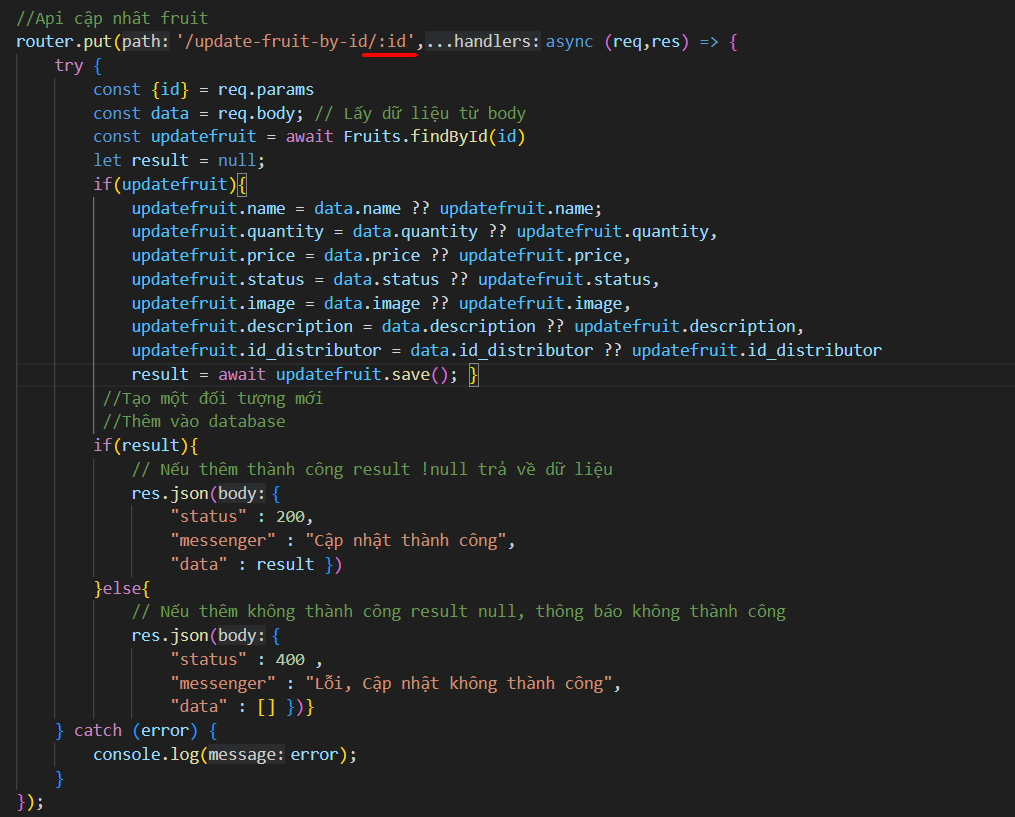 //Api cập nhât fruit
router.put(path: '/update-fruit-by-id/:id',...handlers: async (req,res) => {
try {
const {id} = req.params
const data = req.body; // Lấy dữ liệu từ body
const updatefruit = await Fruits.findById(id)
let result = null;
if(updatefruit){
updatefruit.name = data.name ?? updatefruit.name;
updatefruit.quantity = data.quantity ?? updatefruit.quantity,
updatefruit.price = data.price ?? updatefruit.price,
updatefruit.status = data.status ?? updatefruit.status,
updatefruit.image = data.image ?? updatefruit.image,
updatefruit.description = data.description ?? updatefruit.description,
updatefruit.id_distributor = data.id_distributor ?? updatefruit.id_distributor
result = await updatefruit.save(); }
//Tạo một đối tượng mới
//Thêm vào database
if(result){
// Nếu thêm thành công result !null trả về dữ liệu
res.json(body: {
"status" : 200,
"messenger" : "Cập nhật thành công",
"data" : result })
}else{
// Nếu thêm không thành công result null, thông báo không thành công
res.json(body: {
"status" : 400 ,
"messenger" : "Lỗi, Cập nhật không thành công",
"data" : [] })}
} catch (error) {
console.log(message: error);
}
});